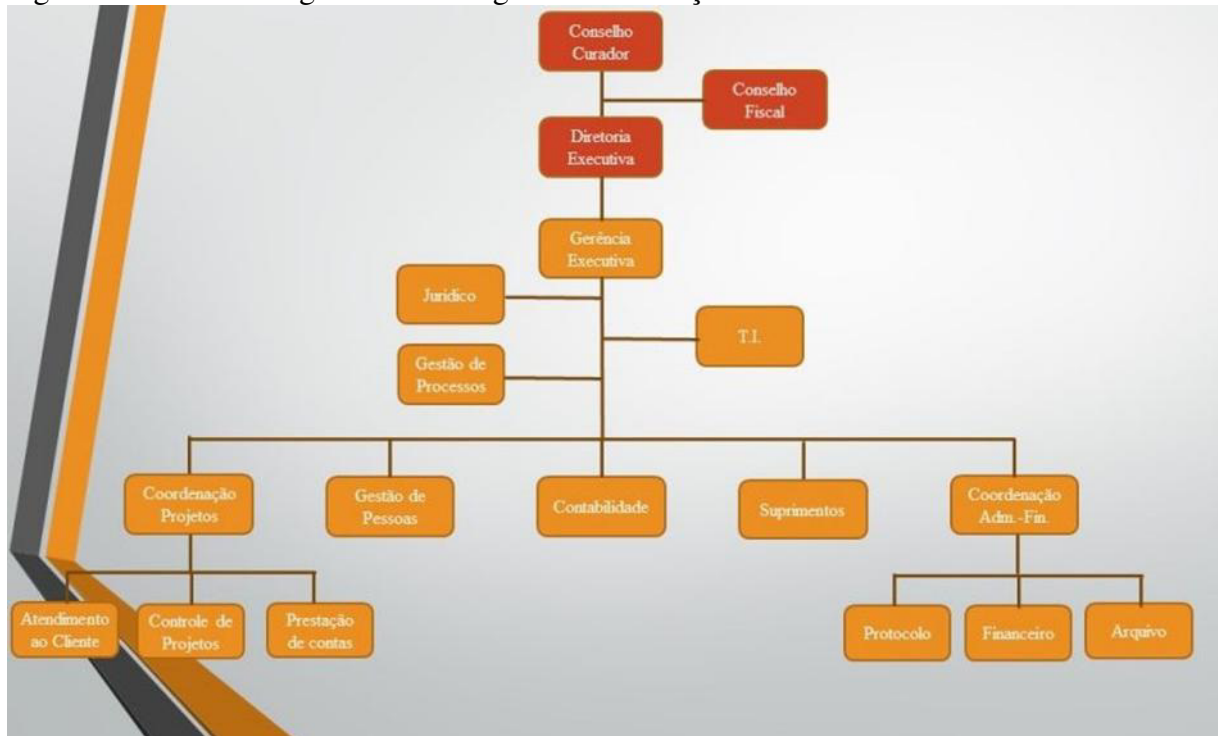 Conselho
Curador
Conselho
Fiscal
Diretoria
Executiva
Gerência
Executiva
Jurídico
T.I.
Gestão de
Processos
Coordenação
Projetos
Gestão de
Pessoas
Contabilidade
Suprimentos
Coordenação
Adm.-Fin.
Atendimento
ao Cliente
Controle de
Projetos
Prestação
de contas
Protocolo
Financeiro
Arquivo